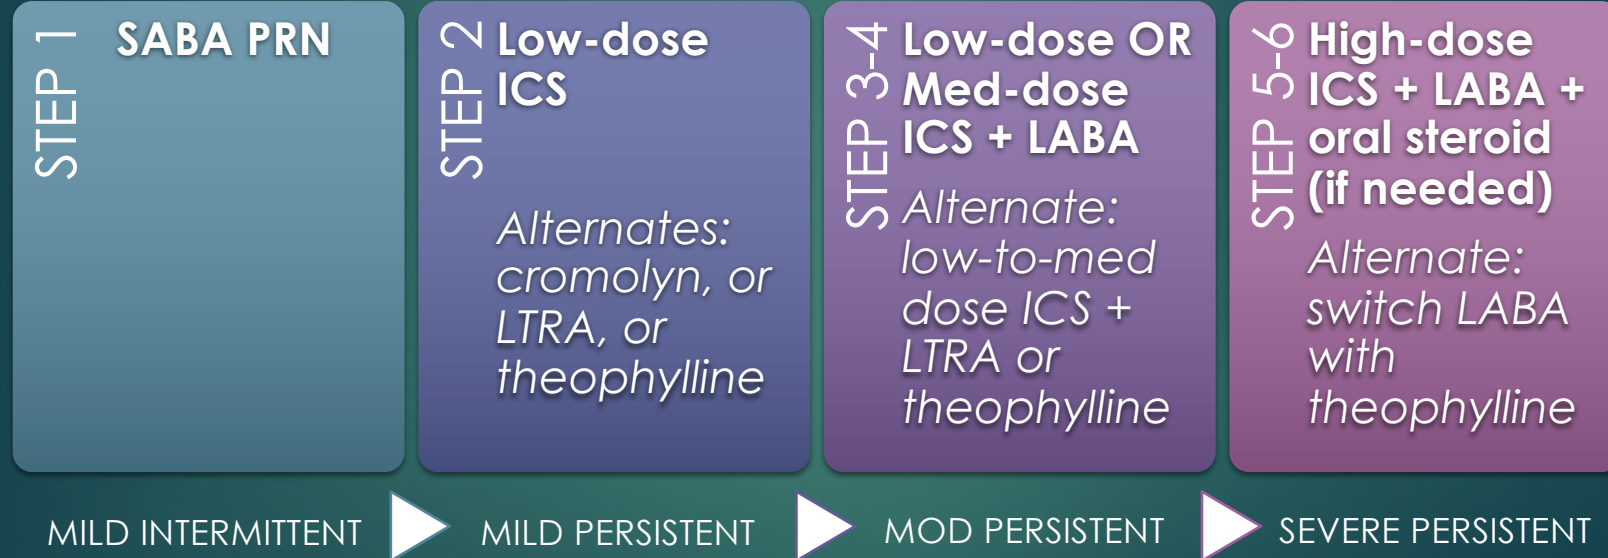 STEP 1
SABA PRN
STEP 2
Low-dose
ICS
Alternates:
cromolyn, or
LTRA, or
theophylline
STEP 3-4
Low-dose OR
Med-dose
ICS + LABA
Alternate:
low-to-med
dose ICS +
LTRA or
theophylline
STEP 5-6
High-dose
ICS + LABA +
oral steroid
(if needed)
Alternate:
switch LABA
with
theophylline
MILD INTERMITTENT
MILD PERSISTENT
MOD PERSISTENT
SEVERE PERSISTENT